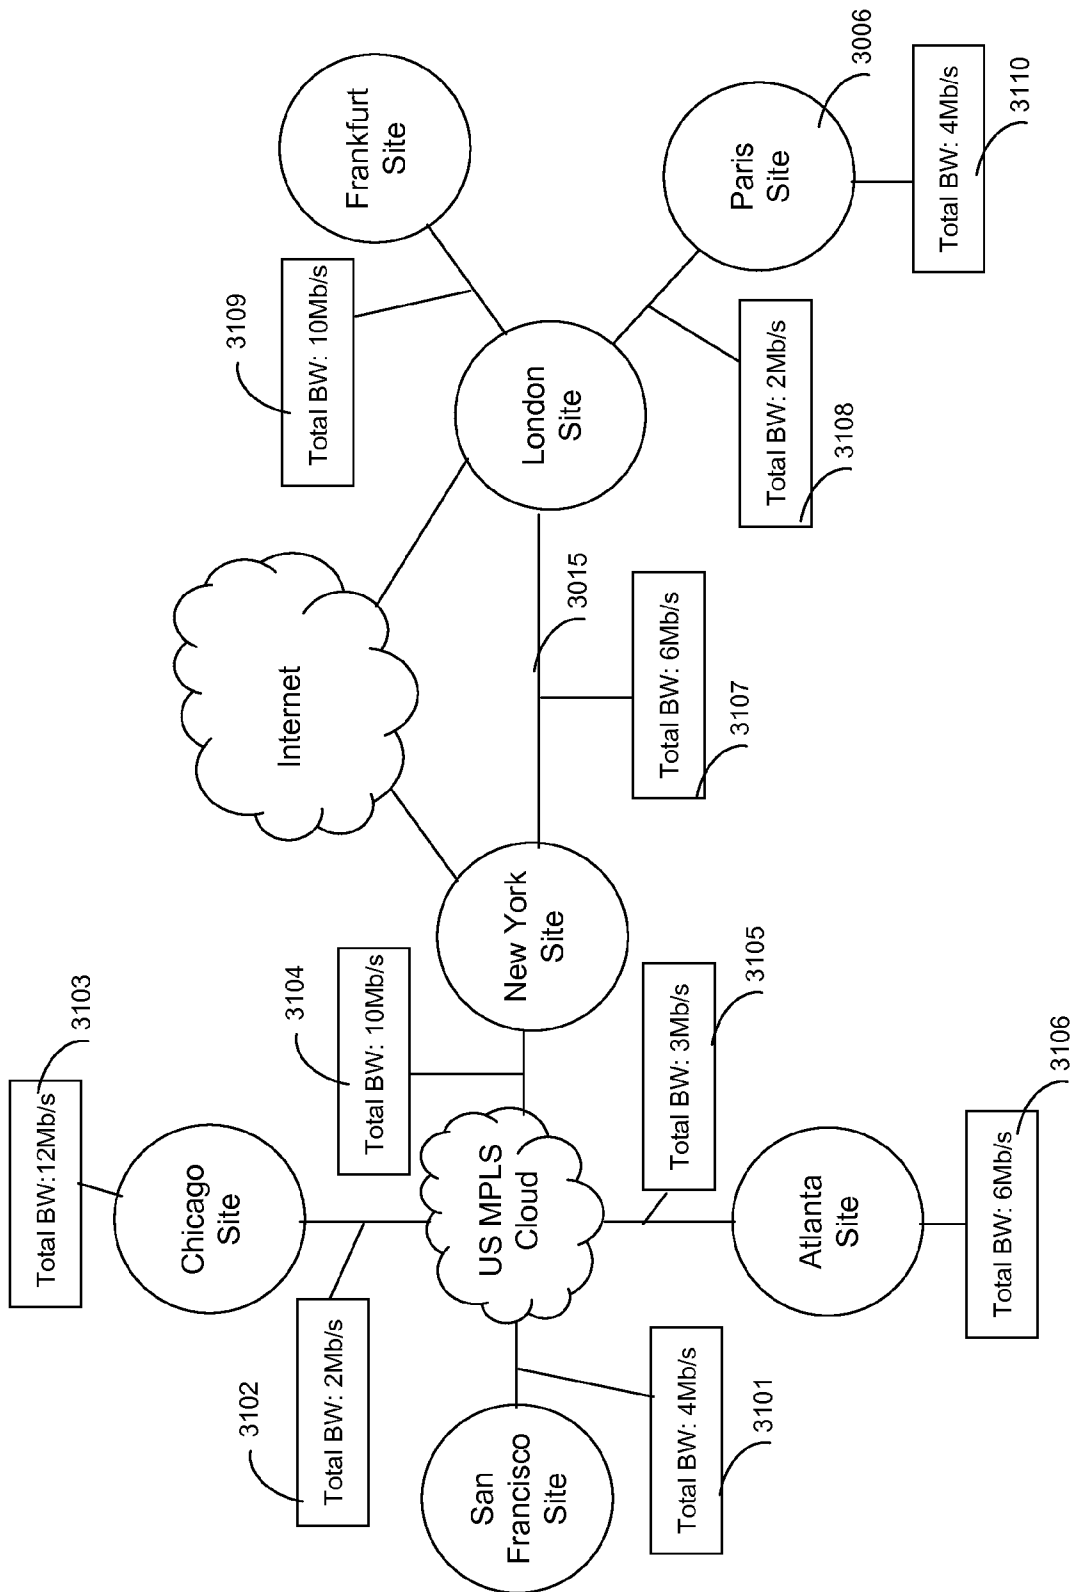 3103
Total BW:12Mb/s
Chicago
Site
3102
Total BW: 2Mb/s
3104
Total BW: 10Mb/s
San
Francisco
Site
US MPLS
Cloud
New York
Site
Total BW: 4Mb/s
3101
Total BW: 3Mb/s
3105
Atlanta
Site
Total BW: 6Mb/s
3106
Internet
3015
Total BW: 6Mb/s
3107
3109
Total BW: 10Mb/s
Frankfurt
Site
London
Site
Total BW: 2Mb/s
3108
Paris
Site
3006
Total BW: 4Mb/s
3110